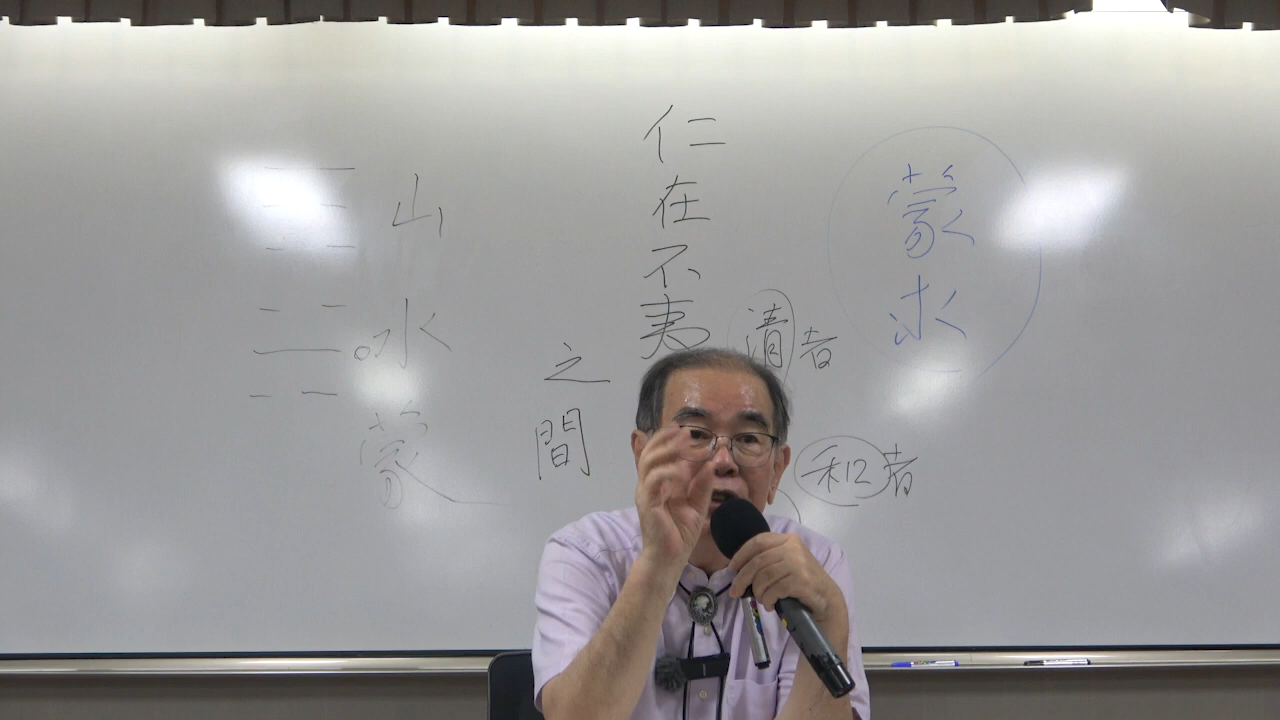 蒙求
清者
和者
仁在不夷
之間
山
水
蒙